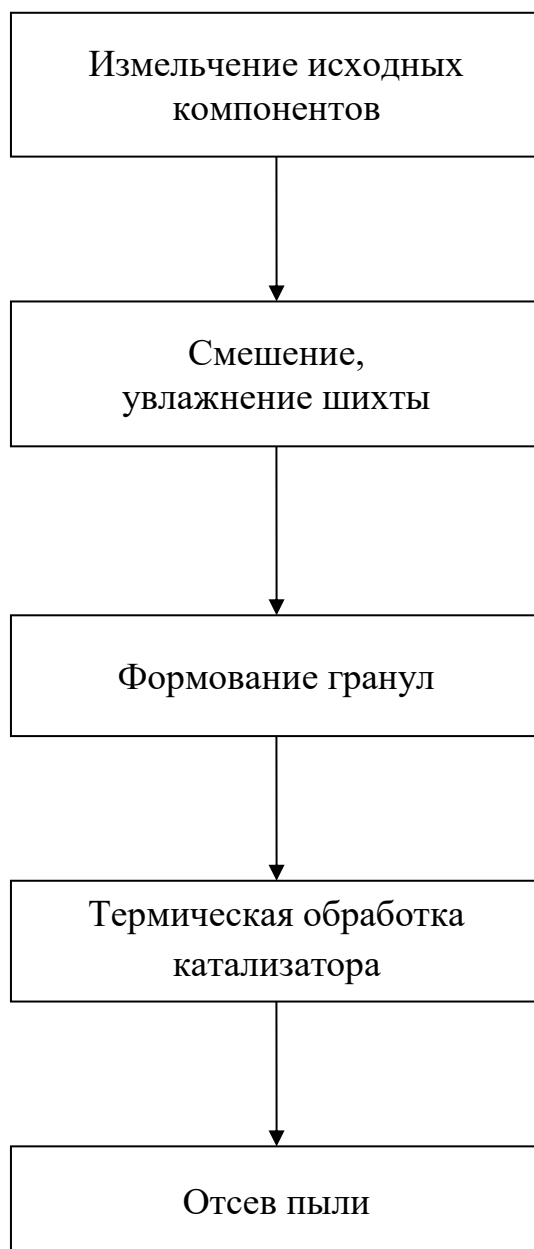 Измельчение исходных
компонентов
Смешение,
увлажнение шихты
Формование гранул
Термическая обработка
катализатора
Отсев пыли